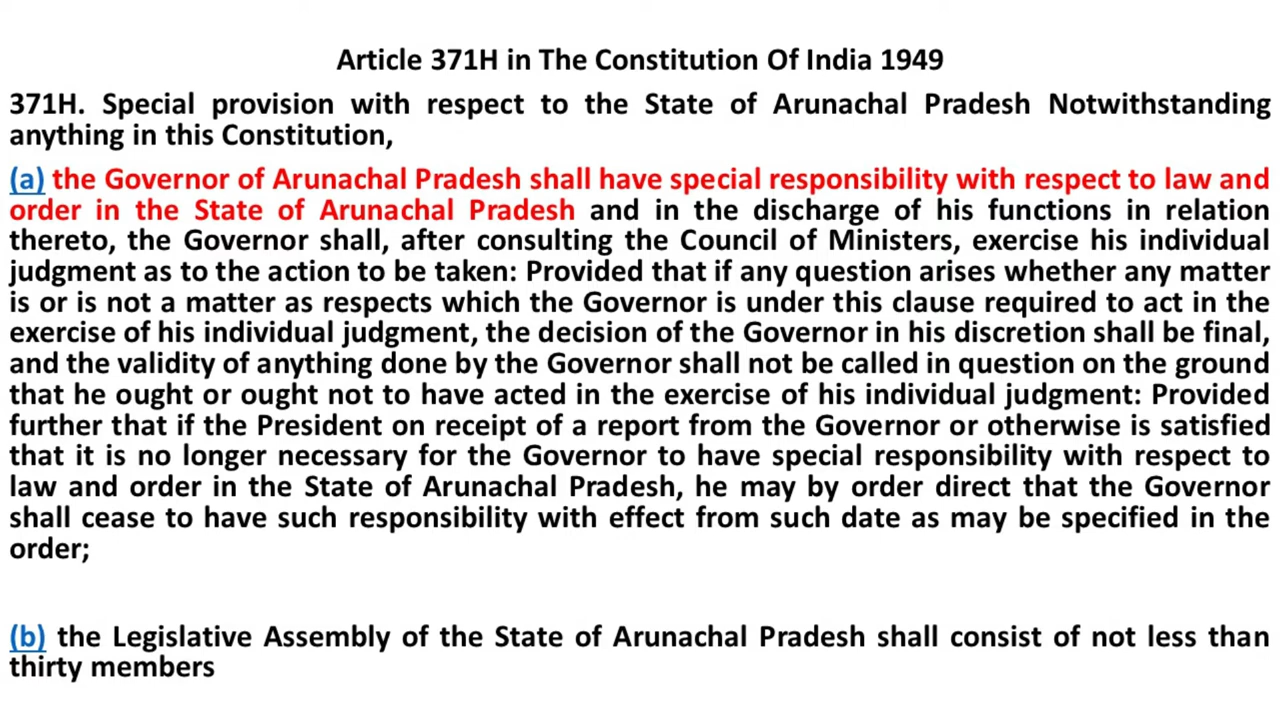 Article 371H in The Constitution Of India 1949
371H. Special provision with respect to the State of Arunachal Pradesh Notwithstanding
anything in this Constitution,
(a) the Governor of Arunachal Pradesh shall have special responsibility with respect to law and
order in the State of Arunachal Pradesh and in the discharge of his functions in relation
thereto, the Governor shall, after consulting the Council of Ministers, exercise his individual
judgment as to the action to be taken: Provided that if any question arises whether any matter
is or is not a matter as respects which the Governor is under this clause required to act in the
exercise of his individual judgment, the decision of the Governor in his discretion shall be final,
and the validity of anything done by the Governor shall not be called in question on the ground
that he ought or ought not to have acted in the exercise of his individual judgment: Provided
further that if the President on receipt of a report from the Governor or otherwise is satisfied
that it is no longer necessary for the Governor to have special responsibility with respect to
law and order in the State of Arunachal Pradesh, he may by order direct that the Governor
shall cease to have such responsibility with effect from such date as may be specified in the
order;
(b) the Legislative Assembly of the State of Arunachal Pradesh shall consist of not less than
thirty members